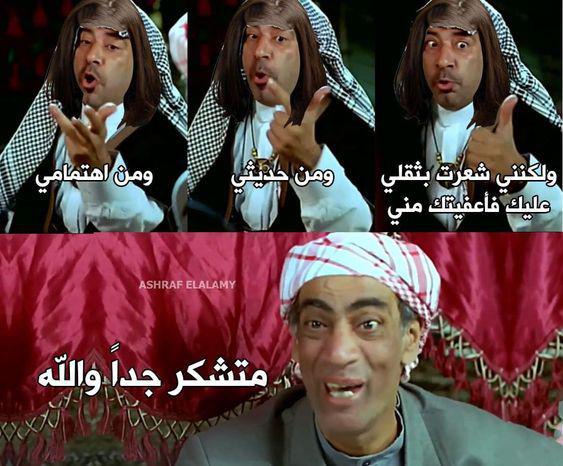 ولكنني شعرت بثقلي
عليك فأعفيتك مني
ومن حديثي
ومن اهتمامي
ASHRAF ELALAMY
متشكر جداً والله